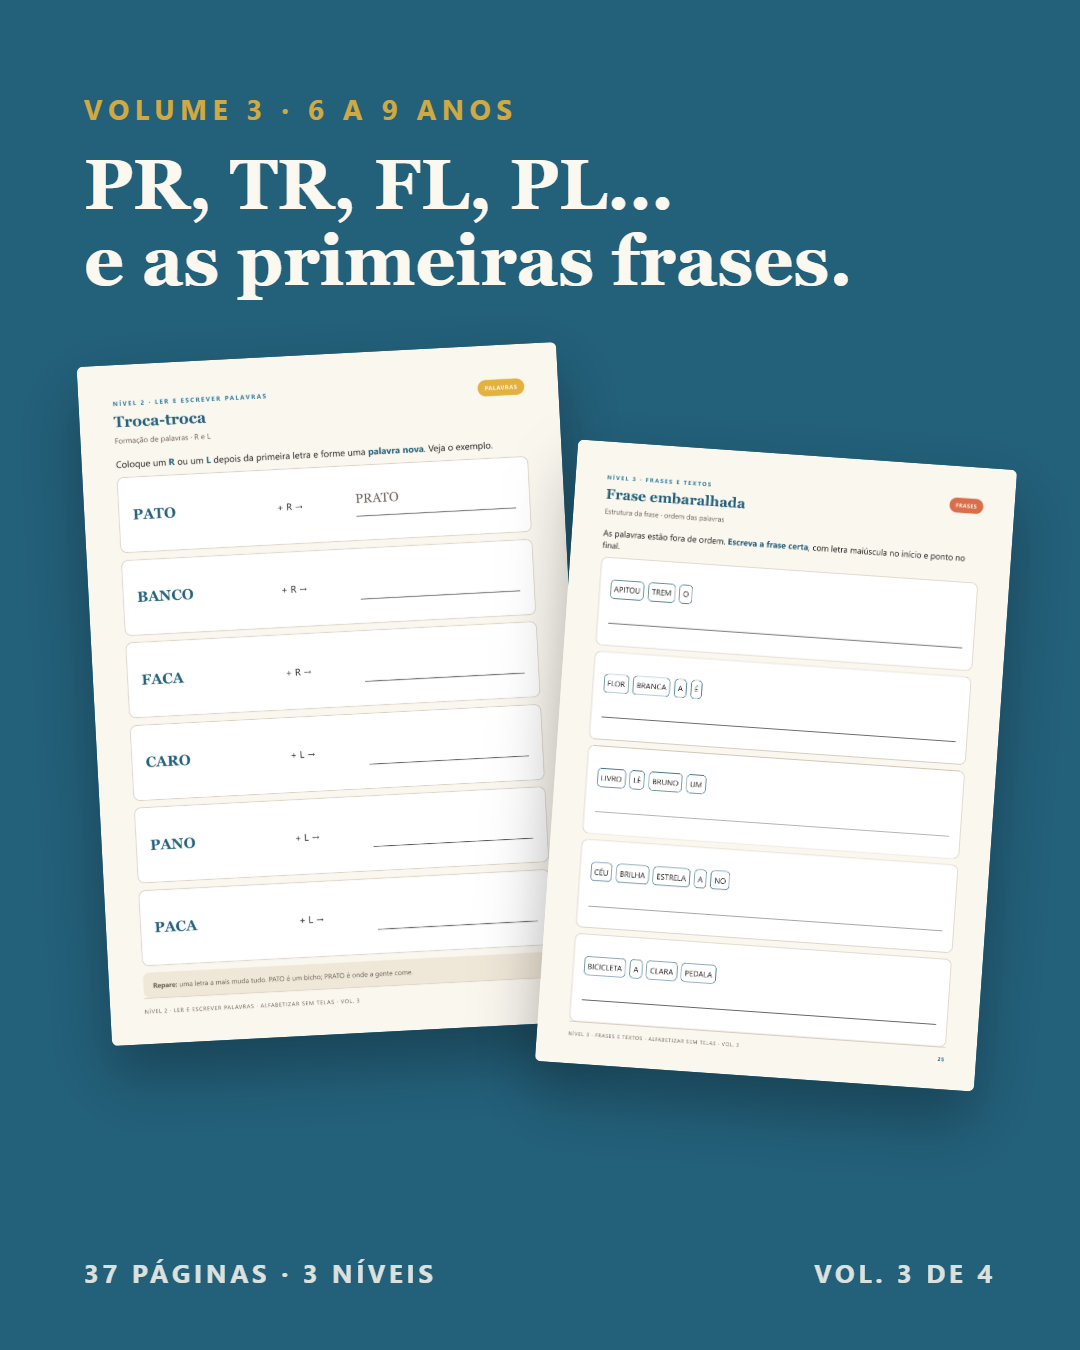 VOLUME 3 · 6 A 9 ANOS
PR, TR, FL, PL...
e as primeiras frases.
NÍVEL 2 · LER E ESCREVER PALAVRAS
PALAVRAS
Troca-troca
Formação de palavras · R e L
Coloque um R ou um L depois da primeira letra e forme uma palavra nova. Veja o exemplo.
PATO + R → PRATO
BANCO + R →
FACA + R →
CARO + L →
PANO + L →
PACA + L →
Repare: uma letra a mais muda tudo. PATO é um bicho; PRATO é onde a gente come.
NÍVEL 2 · LER E ESCREVER PALAVRAS · ALFABETIZAR SEM TELAS · VOL. 3
NÍVEL 3 · FRASES E TEXTOS
FRASES
Frase embaralhada
Estrutura da frase · ordem das palavras
As palavras estão fora de ordem. Escreva a frase certa, com letra maiúscula no início e ponto no
final.
APITOU TREM O
FLOR BRANCA A É
LIVRO LÊ BRUNO UM
CÉU BRILHA ESTRELA A NO
BICICLETA A CLARA PEDALA
NÍVEL 3 · FRASES E TEXTOS · ALFABETIZAR SEM TELAS · VOL. 3
25
37 PÁGINAS · 3 NÍVEIS
VOL. 3 DE 4